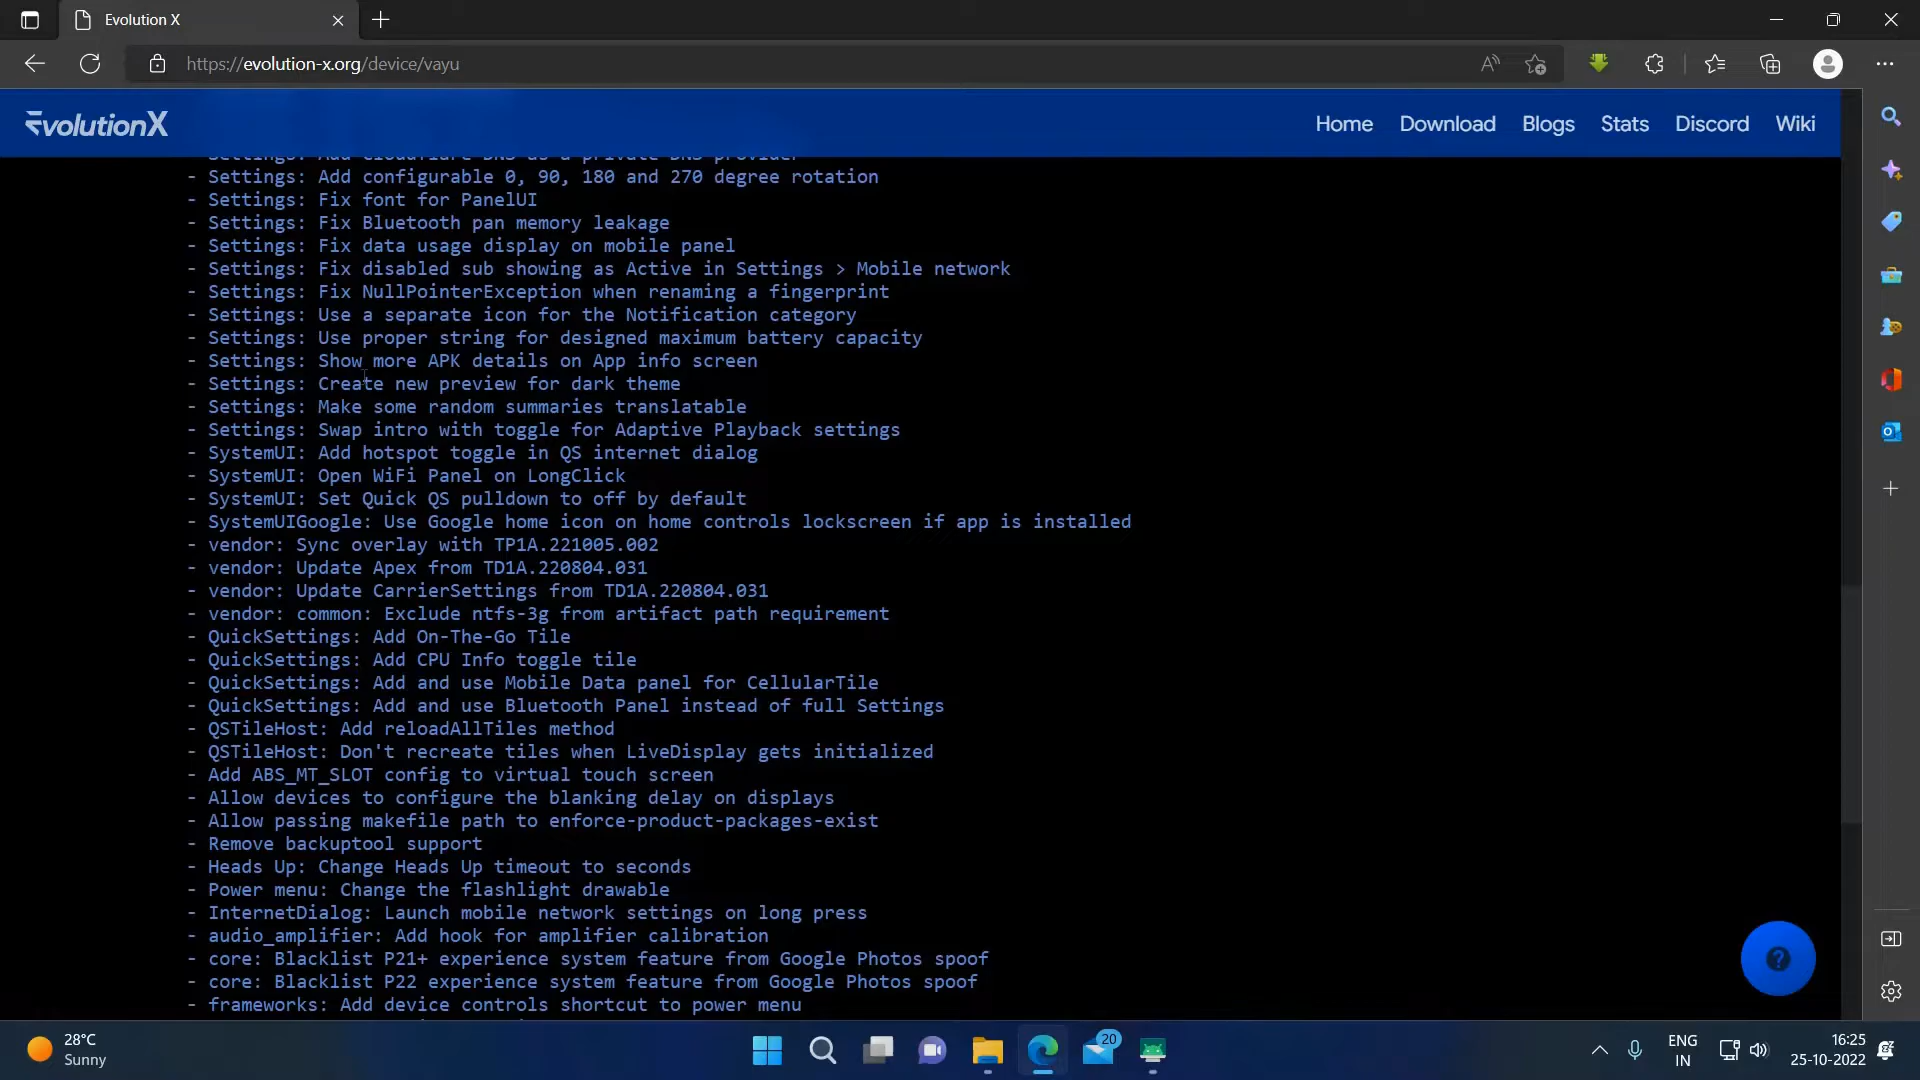 Evolution X
https://evolution-x.org/device/vayu
EvolutionX
Home
Download
Blogs
Stats
Discord
Wiki
- Settings: Add Cloudflare DNS as a private DNS provider
- Settings: Add configurable 0, 90, 180 and 270 degree rotation
- Settings: Fix font for PanelUI
- Settings: Fix Bluetooth pan memory leakage
- Settings: Fix data usage display on mobile panel
- Settings: Fix disabled sub showing as Active in Settings > Mobile network
- Settings: Fix NullPointerException when renaming a fingerprint
- Settings: Use a separate icon for the Notification category
- Settings: Use proper string for designed maximum battery capacity
- Settings: Show more APK details on App info screen
- Settings: Create new preview for dark theme
- Settings: Make some random summaries translatable
- Settings: Swap intro with toggle for Adaptive Playback settings
- SystemUI: Add hotspot toggle in QS internet dialog
- SystemUI: Open WiFi Panel on LongClick
- SystemUI: Set Quick QS pulldown to off by default
- SystemUIGoogle: Use Google home icon on home controls lockscreen if app is installed
- vendor: Sync overlay with TP1A.221005.002
- vendor: Update Apex from TD1A.220804.031
- vendor: Update CarrierSettings from TD1A.220804.031
- vendor: common: Exclude ntfs-3g from artifact path requirement
- QuickSettings: Add On-The-Go Tile
- QuickSettings: Add CPU Info toggle tile
- QuickSettings: Add and use Mobile Data panel for CellularTile
- QuickSettings: Add and use Bluetooth Panel instead of full Settings
- QSTileHost: Add reloadAllTiles method
- QSTileHost: Don't recreate tiles when LiveDisplay gets initialized
- Add ABS_MT_SLOT config to virtual touch screen
- Allow devices to configure the blanking delay on displays
- Allow passing makefile path to enforce-product-packages-exist
- Remove backuptool support
- Heads Up: Change Heads Up timeout to seconds
- Power menu: Change the flashlight drawable
- InternetDialog: Launch mobile network settings on long press
- audio_amplifier: Add hook for amplifier calibration
- core: Blacklist P21+ experience system feature from Google Photos spoof
- core: Blacklist P22 experience system feature from Google Photos spoof
- frameworks: Add device controls shortcut to power menu
28°C
Sunny
20
ENG
IN
16:25
25-10-2022